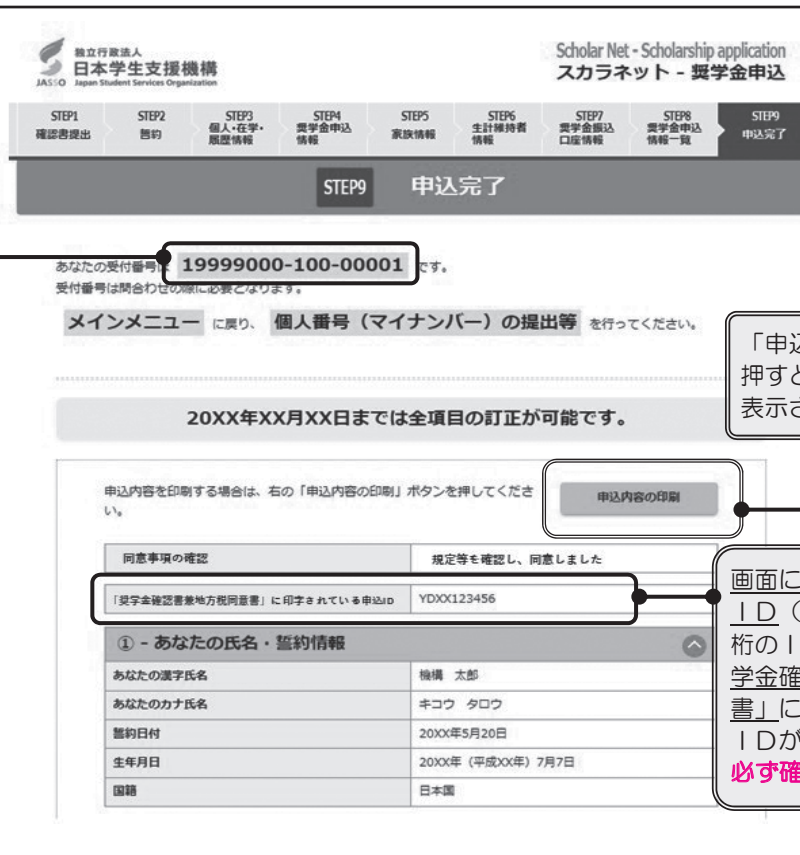 独立行政法人
日本学生支援機構
JASSO Japan Student Services Organization
Scholar Net - Scholarship application
スカラネット - 奨学金申込
STEP1
確認書提出
STEP2
誓約
STEP3
個人・在学・
履歴情報
STEP4
奨学金申込
情報
STEP5
家族情報
STEP6
生計維持者
情報
STEP7
奨学金振込
口座情報
STEP8
奨学金申込
情報一覧
STEP9
申込完了
STEP9 申込完了
あなたの受付番号は 19999000-100-00001 です。
受付番号は問合わせの際に必要となります。
メインメニュー に戻り、 個人番号（マイナンバー）の提出等 を行ってください。
「申込
押すと
表示さ
20XX年XX月XX日までは全項目の訂正が可能です。
申込内容を印刷する場合は、右の「申込内容の印刷」ボタンを押してくださ
い。
申込内容の印刷
同意事項の確認 規定等を確認し、同意しました
「奨学金確認書兼地方税同意書」に印字されている申込ID YDXX123456
① - あなたの氏名・誓約情報
あなたの漢字氏名 機構 太郎
あなたのカナ氏名 キコウ タロウ
誓約日付 20XX年5月20日
生年月日 20XX年（平成XX年）7月7日
国籍 日本国
画面に
ＩＤ（
桁のＩ
学金確
書」に
ＩＤが
必ず確